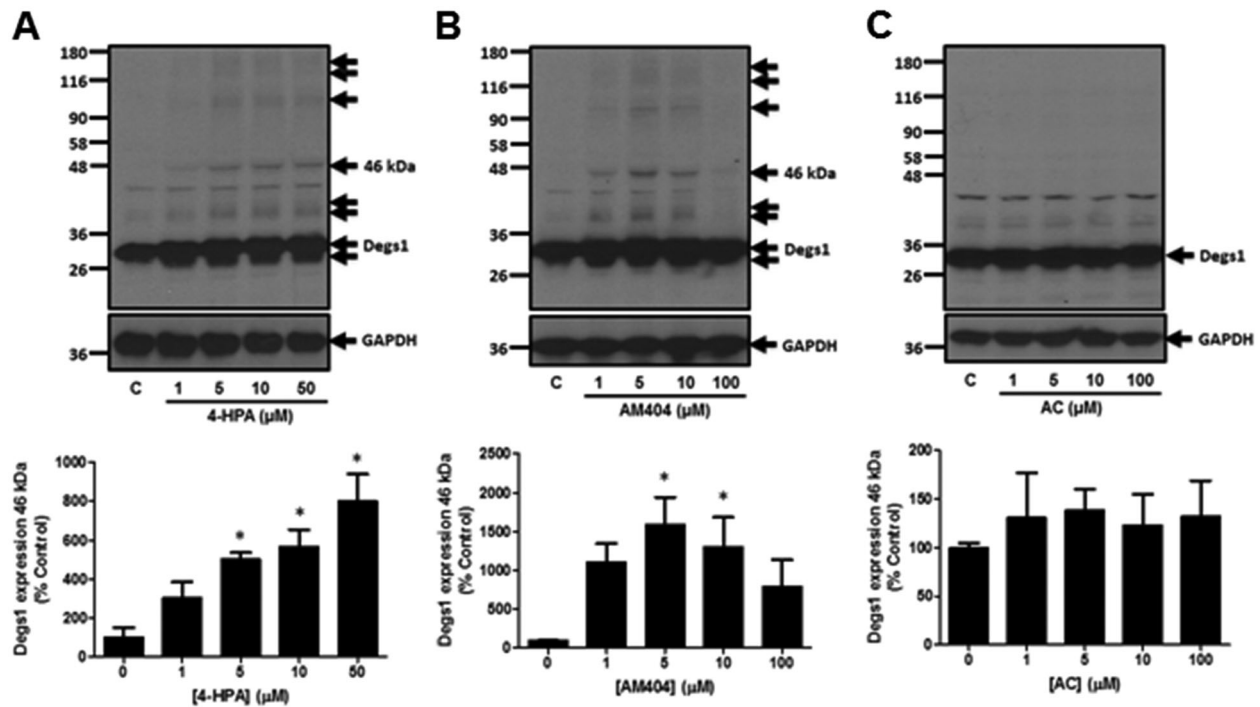 A
180
116
90
58
48
36
26
36
46 kDa
Degs1
GAPDH
C 1 5 10 50
4-HPA (µM)
Degs1 expression 46 kDa
(% Control)
1000
800
600
400
200
0
* * *
0 1 5 10 50
[4-HPA] (µM)
B
180
116
90
58
48
36
26
36
46 kDa
Degs1
GAPDH
C 1 5 10 100
AM404 (µM)
Degs1 expression 46 kDa
(% Control)
2500
2000
1500
1000
500
0
* *
0 1 5 10 100
[AM404] (µM)
C
180
116
90
58
48
36
26
36
Degs1
GAPDH
C 1 5 10 100
AC (µM)
Degs1 expression 46 kDa
(% Control)
200
150
100
50
0
0 1 5 10 100
[AC] (µM)